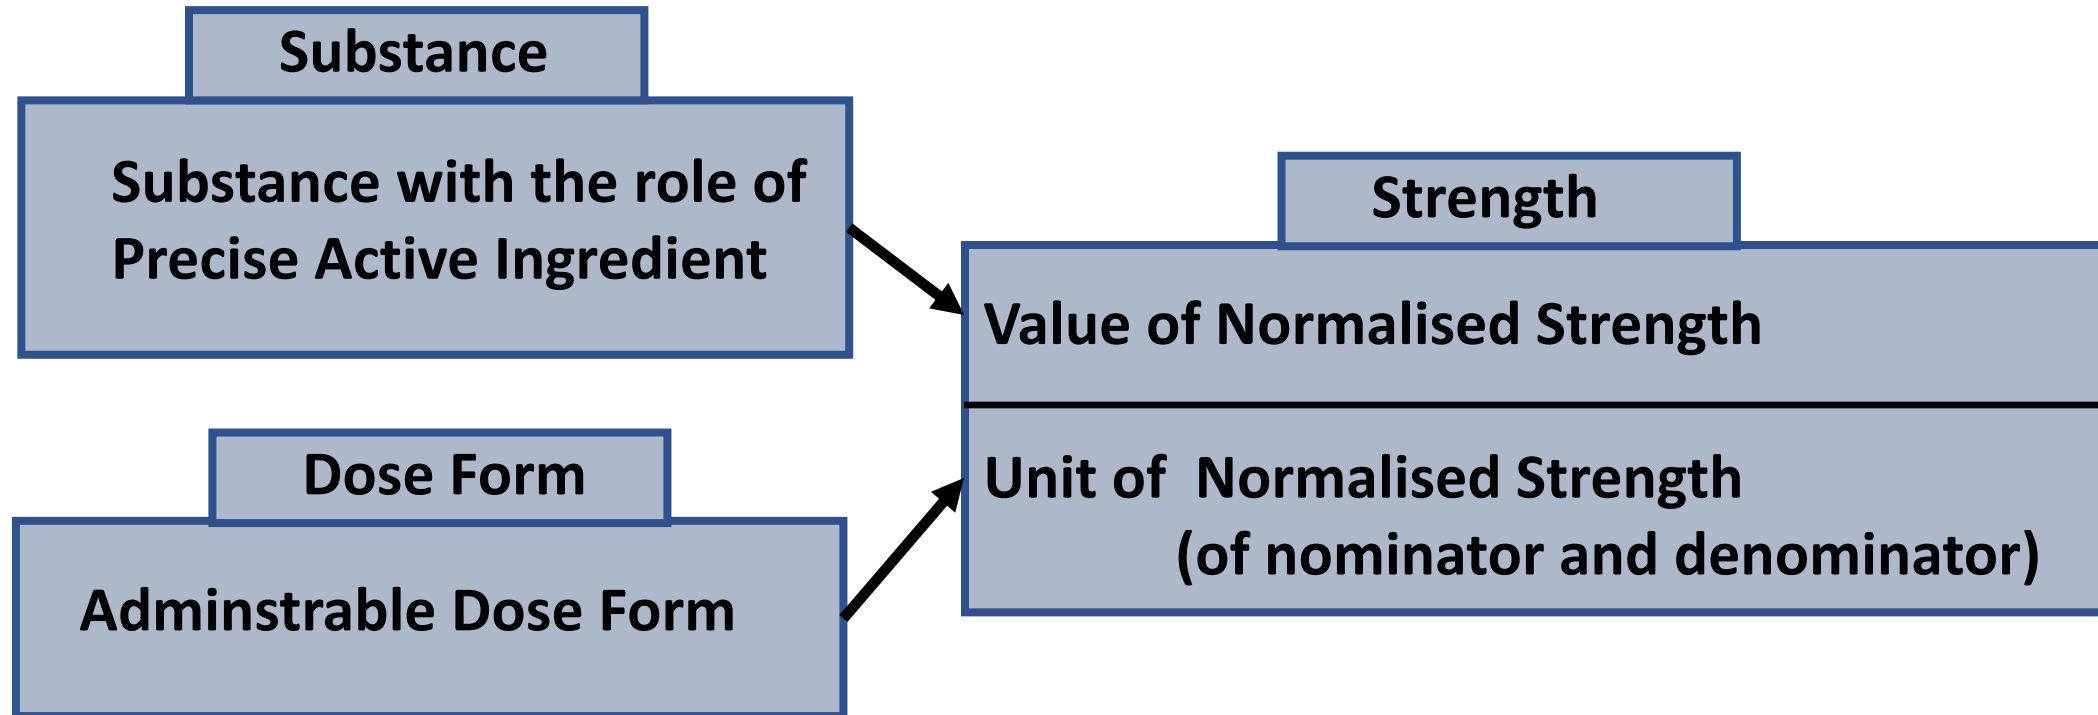 Substance
Substance with the role of
Precise Active Ingredient
Dose Form
Adminstrable Dose Form
Strength
Value of Normalised Strength
Unit of  Normalised Strength
(of nominator and denominator)